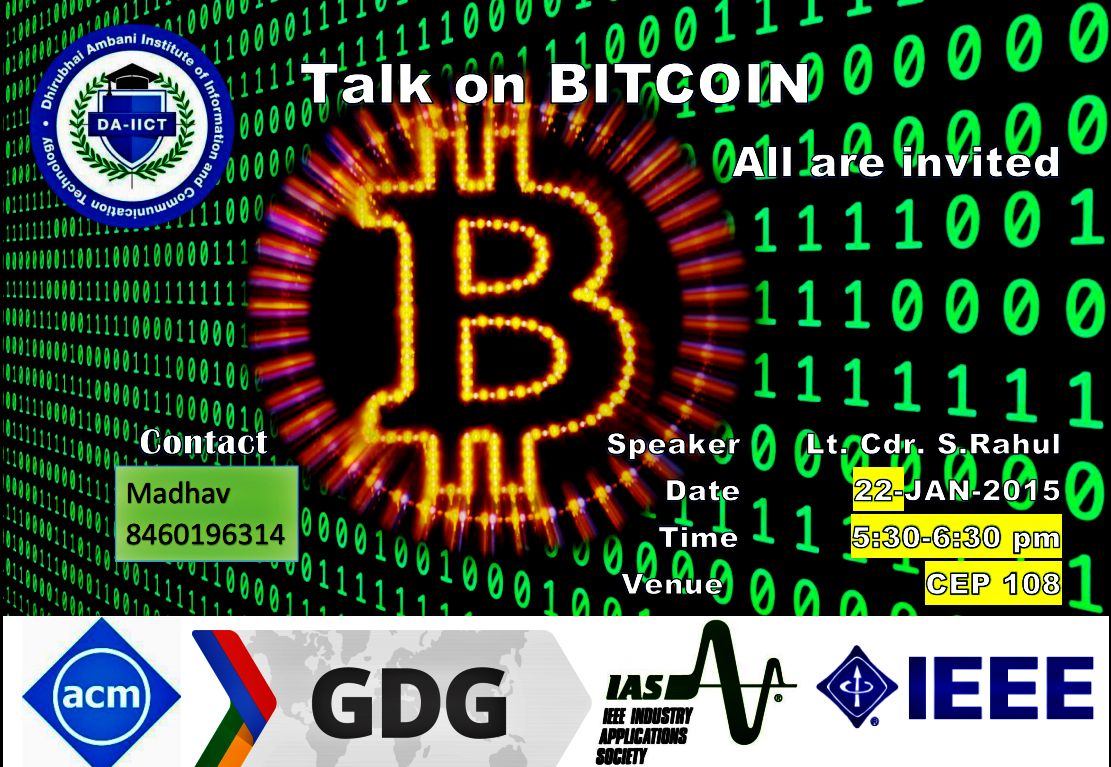 Dhirubhai Ambani Institute of Information and Communication Technology
DA-IICT
Talk on BITCOIN
All are invited
Contact
Madhav
8460196314
Speaker Lt. Cdr. S.Rahul
Date 22-JAN-2015
Time 5:30-6:30 pm
Venue CEP 108
acm
GDG
IAS ®
IEEE INDUSTRY
APPLICATIONS
SOCIETY
® IEEE